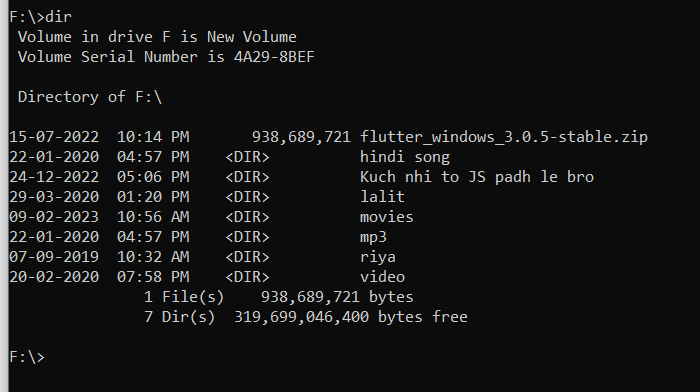 F:\>dir
 Volume in drive F is New Volume
 Volume Serial Number is 4A29-8BEF

 Directory of F:\

15-07-2022  10:14 PM       938,689,721 flutter_windows_3.0.5-stable.zip
22-01-2020  04:57 PM    <DIR>          hindi song
24-12-2022  05:06 PM    <DIR>          Kuch nhi to JS padh le bro
29-03-2020  01:20 PM    <DIR>          lalit
09-02-2023  10:56 AM    <DIR>          movies
22-01-2020  04:57 PM    <DIR>          mp3
07-09-2019  10:32 AM    <DIR>          riya
20-02-2020  07:58 PM    <DIR>          video
               1 File(s)    938,689,721 bytes
               7 Dir(s)  319,699,046,400 bytes free

F:\>